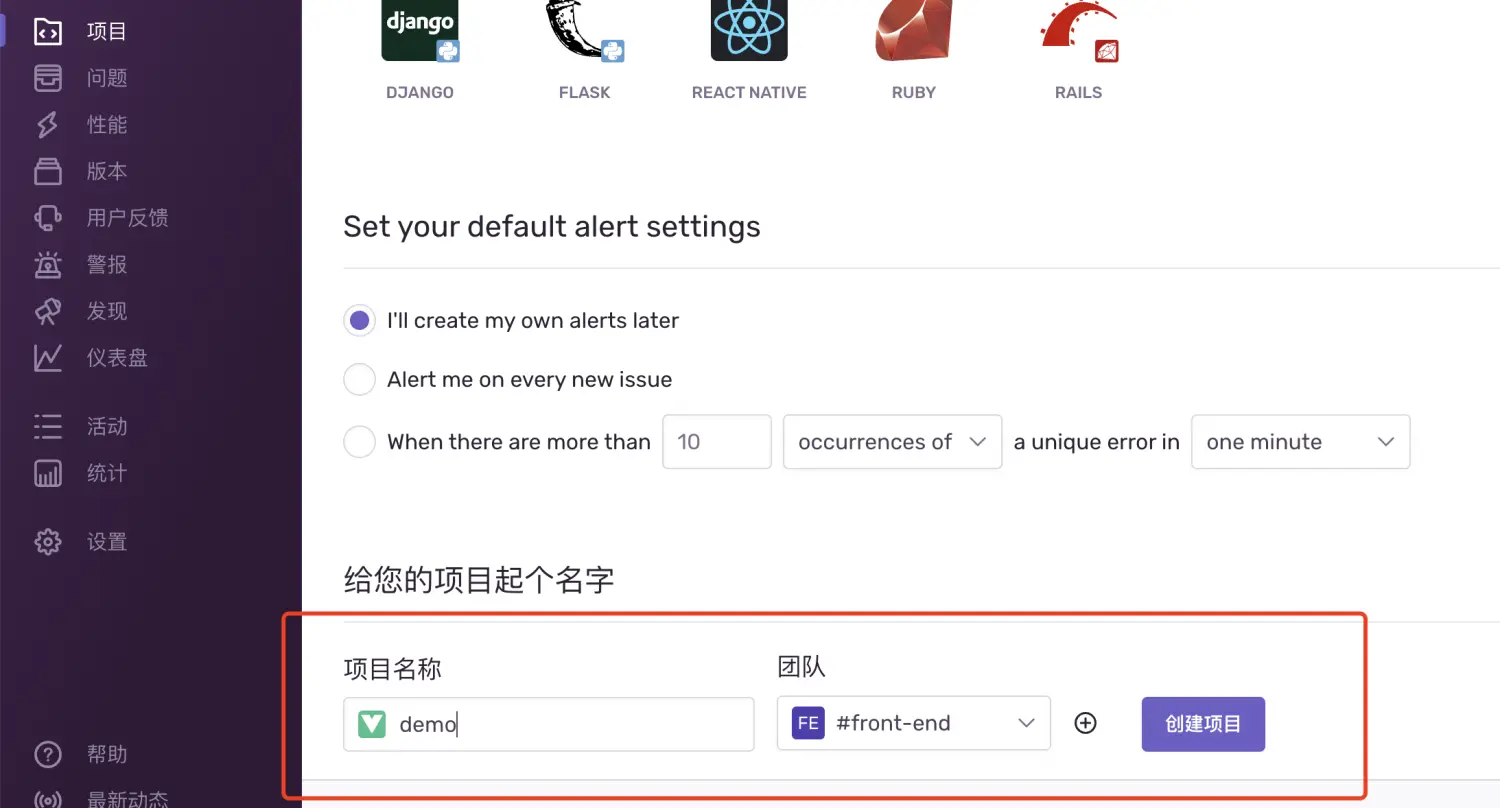 项目
问题
性能
版本
用户反馈
警报
发现
仪表盘
活动
统计
设置
帮助
最新动态
django
DJANGO
FLASK
REACT NATIVE
RUBY
RAILS
Set your default alert settings
I'll create my own alerts later
Alert me on every new issue
When there are more than 10 occurrences of a unique error in one minute
给您的项目起个名字
项目名称 团队
demo FE #front-end 创建项目